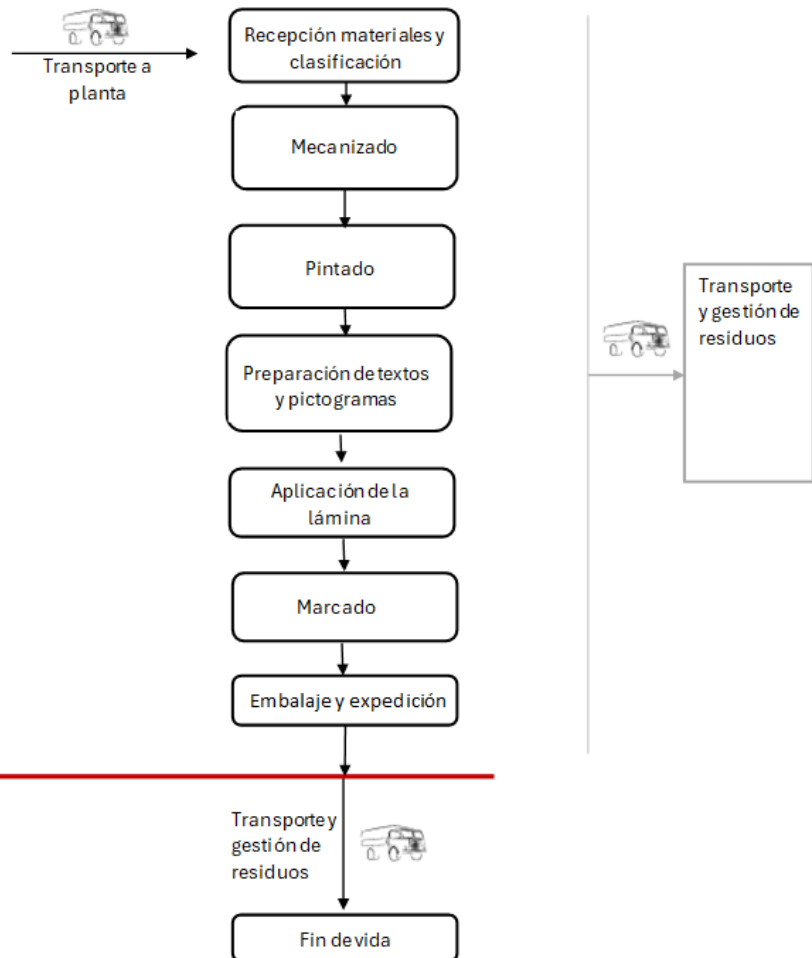 Transporte a
planta
Recepción materiales y
clasificación
Mecanizado
Pintado
Preparación de textos
y pictogramas
Aplicación de la
lámina
Marcado
Embalaje y expedición
Transporte
y gestión de
residuos
Transporte y
gestión de
residuos
Fin de vida